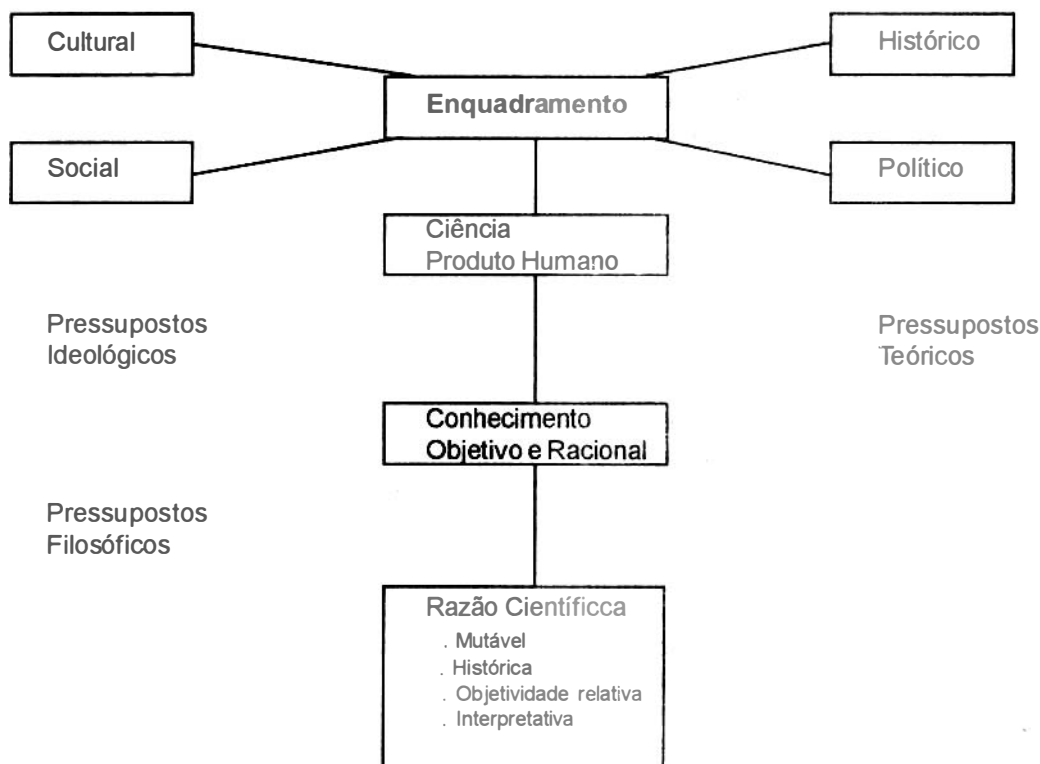 Cultural
Histórico
Enquadramento
Social
Político
Ciência
Produto Humano
Pressupostos
Ideológicos
Pressupostos
Teóricos
Conhecimento
Objetivo e Racional
Pressupostos
Filosóficos
Razão Científicca
. Mutável
. Histórica
. Objetividade relativa
. Interpretativa